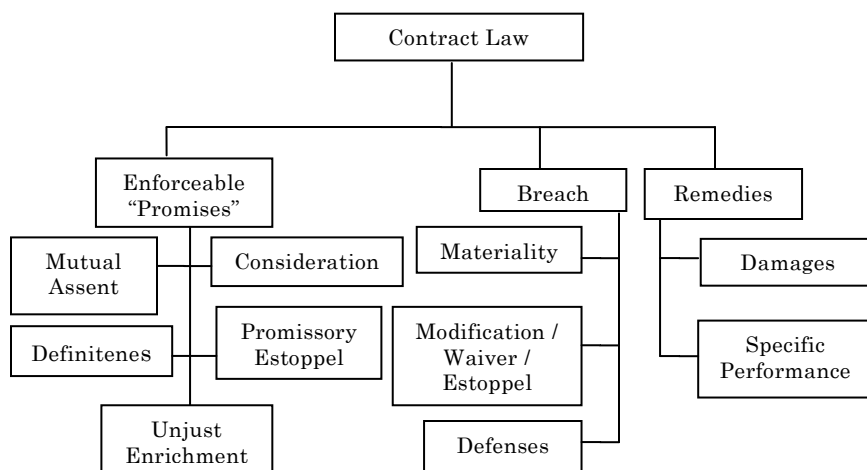 Contract Law
Enforceable
“Promises”
Breach
Remedies
Mutual
Assent
Consideration
Materiality
Damages
Definitenes
Promissory
Estoppel
Modification /
Waiver /
Estoppel
Specific
Performance
Unjust
Enrichment
Defenses